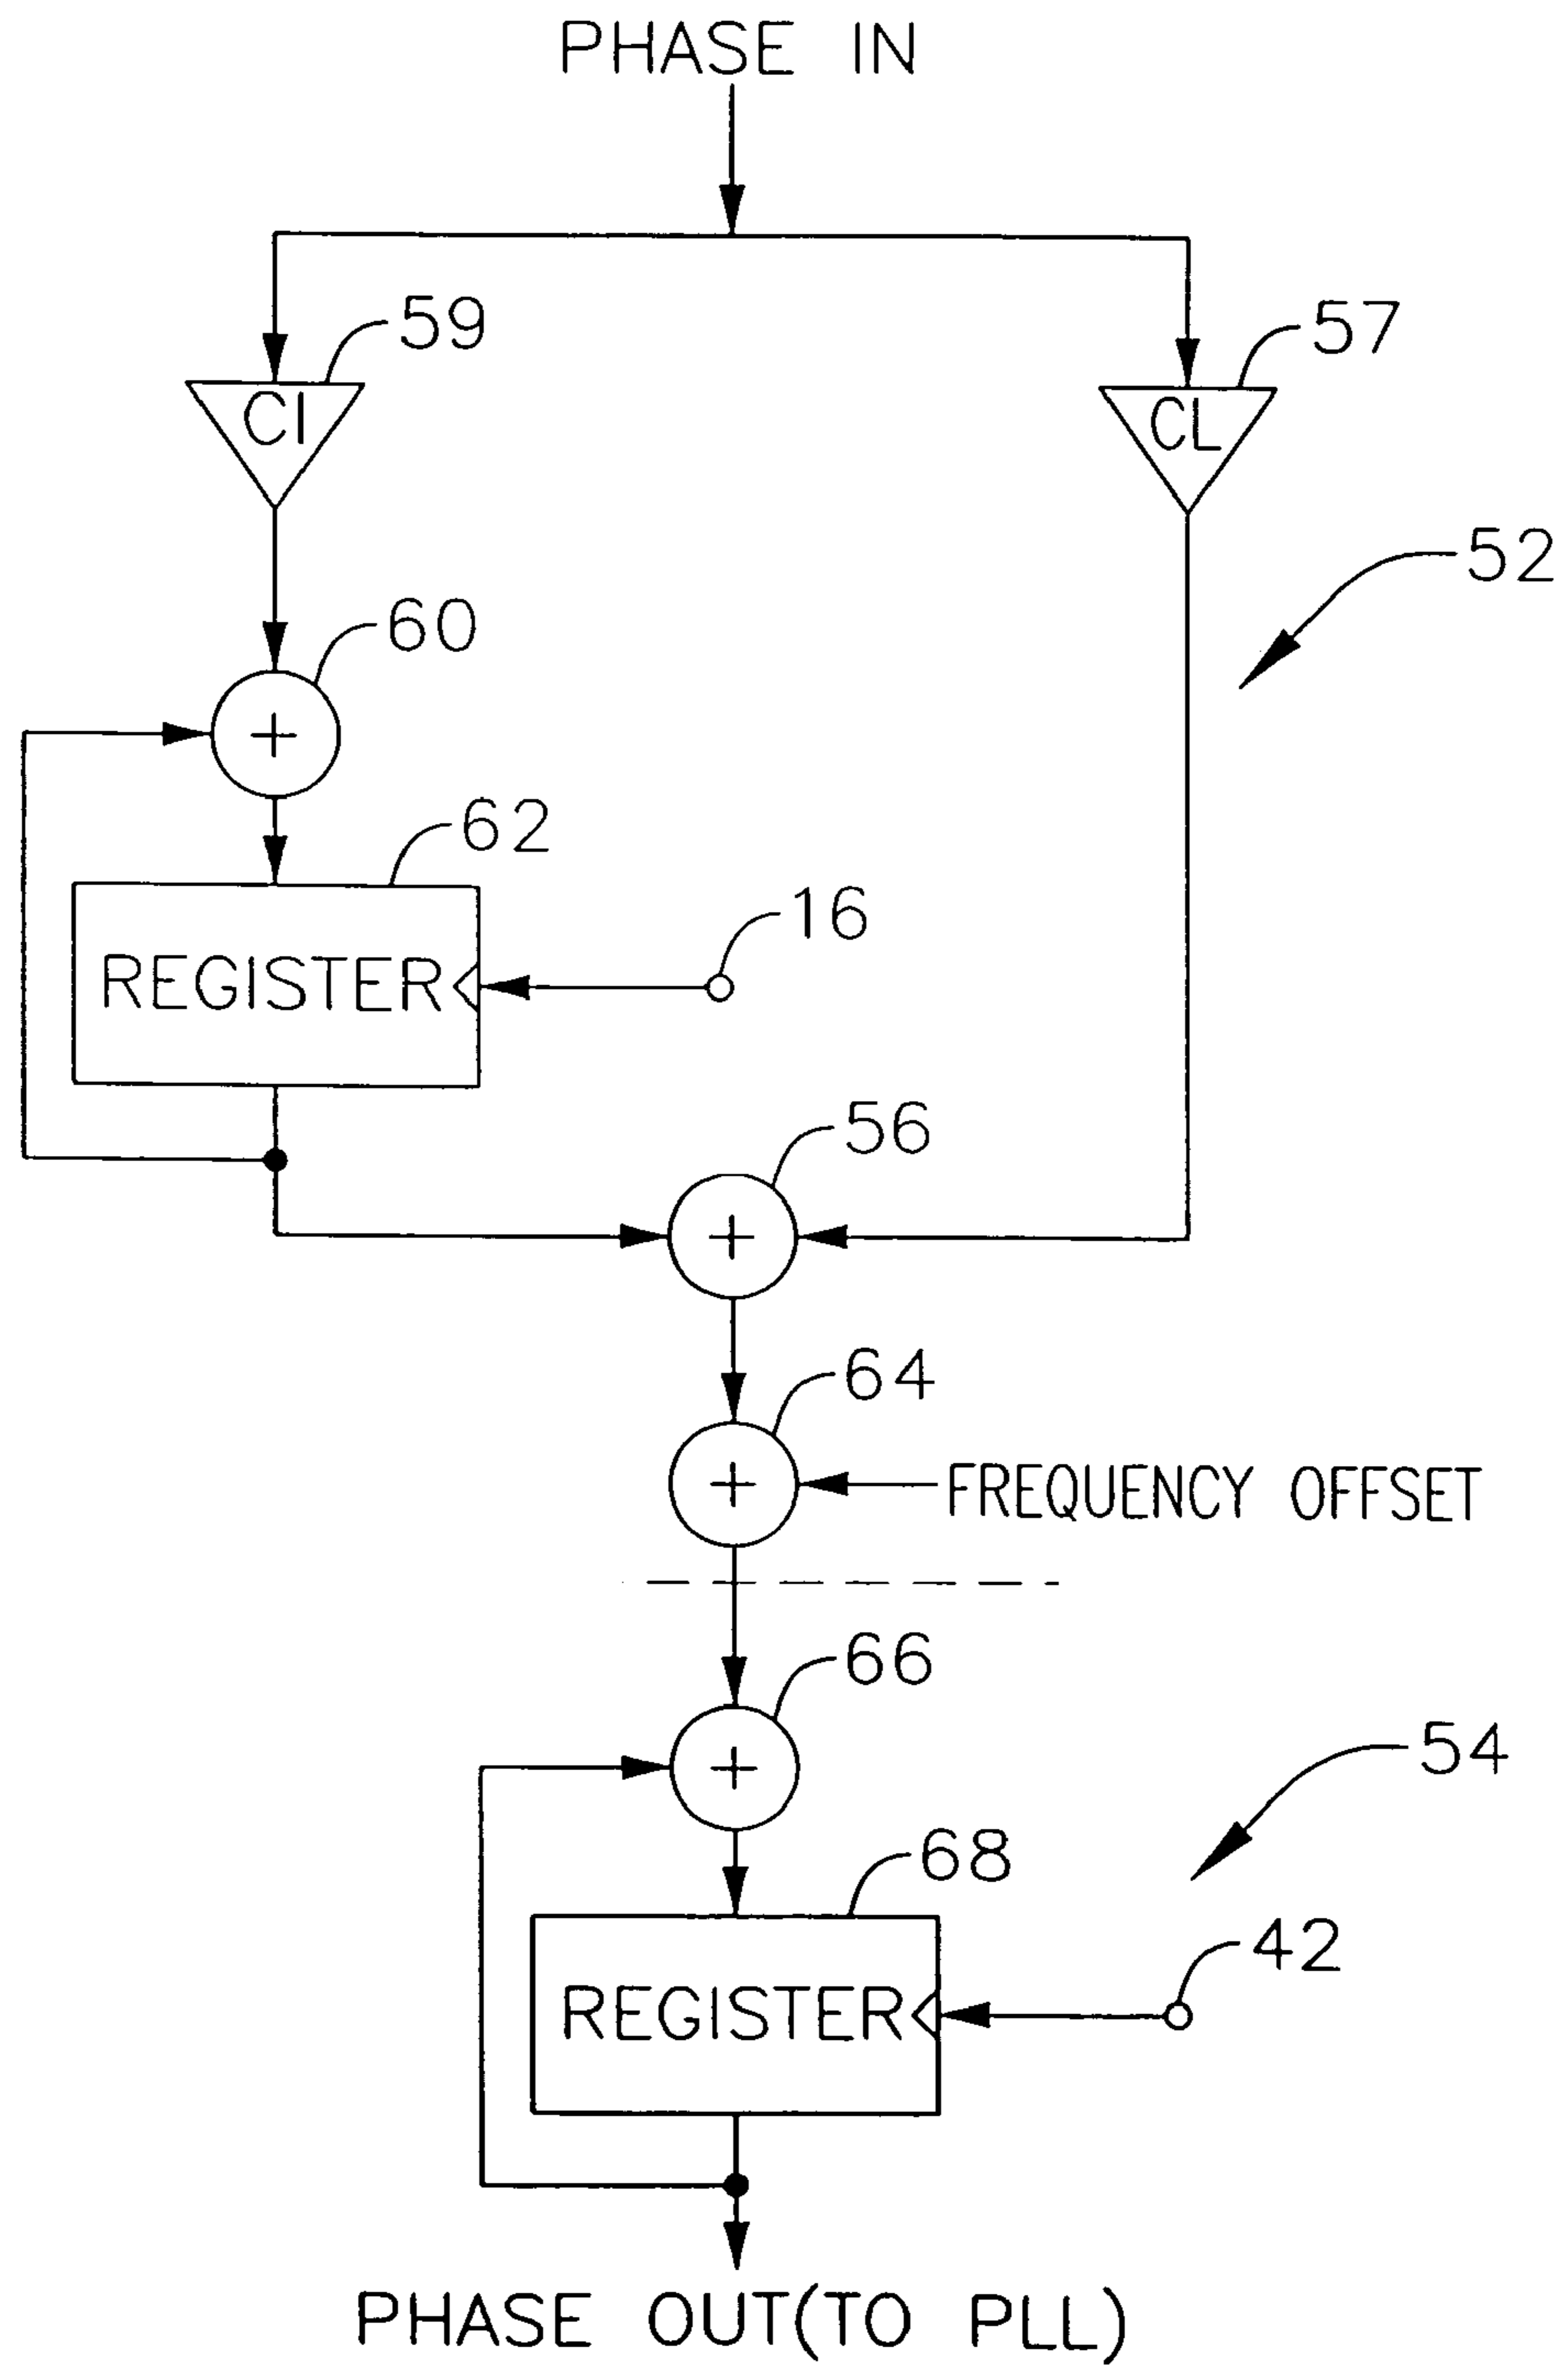 PHASE IN
59
57
CI
CL
52
60
62
16
REGISTER
56
64
FREQUENCY OFFSET
66
54
68
42
REGISTER
PHASE OUT(TO PLL)